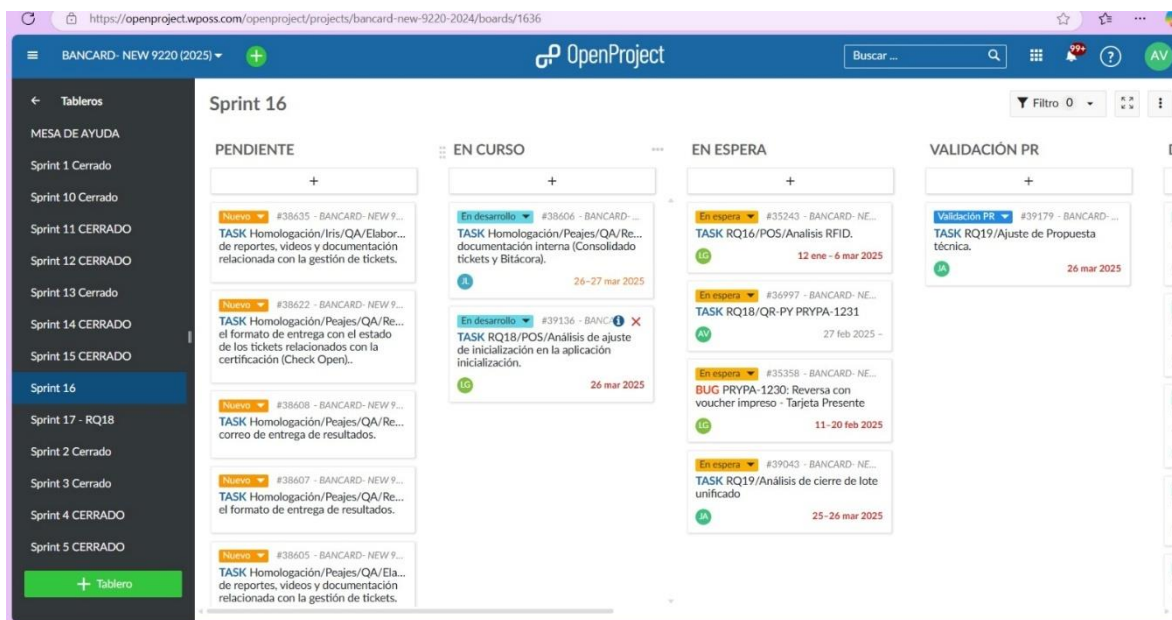 https://openproject.wposs.com/openproject/projects/bancard-new-9220-2024/boards/1636
BANCARD- NEW 9220 (2025)
OpenProject
Buscar ...
99+
?
AV
Tableros
MESA DE AYUDA
Sprint 1 Cerrado
Sprint 10 Cerrado
Sprint 11 CERRADO
Sprint 12 CERRADO
Sprint 13 Cerrado
Sprint 14 CERRADO
Sprint 15 CERRADO
Sprint 16
Sprint 17 - RQ18
Sprint 2 Cerrado
Sprint 3 Cerrado
Sprint 4 CERRADO
Sprint 5 CERRADO
+ Tablero
Sprint 16
Filtro 0
PENDIENTE
+
Nuevo #38635 - BANCARD- NEW 9...
TASK Homologación/Iris/QA/Elabor...
de reportes, videos y documentación
relacionada con la gestión de tickets.
Nuevo #38622 - BANCARD- NEW 9...
TASK Homologación/Peajes/QA/Re...
el formato de entrega con el estado
de los tickets relacionados con la
certificación (Check Open)..
Nuevo #38608 - BANCARD- NEW 9...
TASK Homologación/Peajes/QA/Re...
correo de entrega de resultados.
Nuevo #38607 - BANCARD- NEW 9...
TASK Homologación/Peajes/QA/Re...
el formato de entrega de resultados.
Nuevo #38605 - BANCARD- NEW 9...
TASK Homologación/Peajes/QA/Ela...
de reportes, videos y documentación
relacionada con la gestión de tickets.
EN CURSO
+
En desarrollo #38606 - BANCARD- ...
TASK Homologación/Peajes/QA/Re...
documentación interna (Consolidado
tickets y Bitácora).
JL
26–27 mar 2025
En desarrollo #39136 - BANCA
TASK RQ18/POS/Análisis de ajuste
de inicialización en la aplicación
inicialización.
LG
26 mar 2025
EN ESPERA
+
En espera #35243 - BANCARD- NE...
TASK RQ16/POS/Analisis RFID.
LG
12 ene - 6 mar 2025
En espera #36997 - BANCARD- NE...
TASK RQ18/QR-PY PRYPA-1231
AV
27 feb 2025 –
En espera #35358 - BANCARD- NE...
BUG PRYPA-1230: Reversa con
voucher impreso - Tarjeta Presente
LG
11–20 feb 2025
En espera #39043 - BANCARD- NE...
TASK RQ19/Análisis de cierre de lote
unificado
JA
25–26 mar 2025
VALIDACIÓN PR
+
Validación PR #39179 - BANCARD- ...
TASK RQ19/Ajuste de Propuesta
técnica.
JA
26 mar 2025